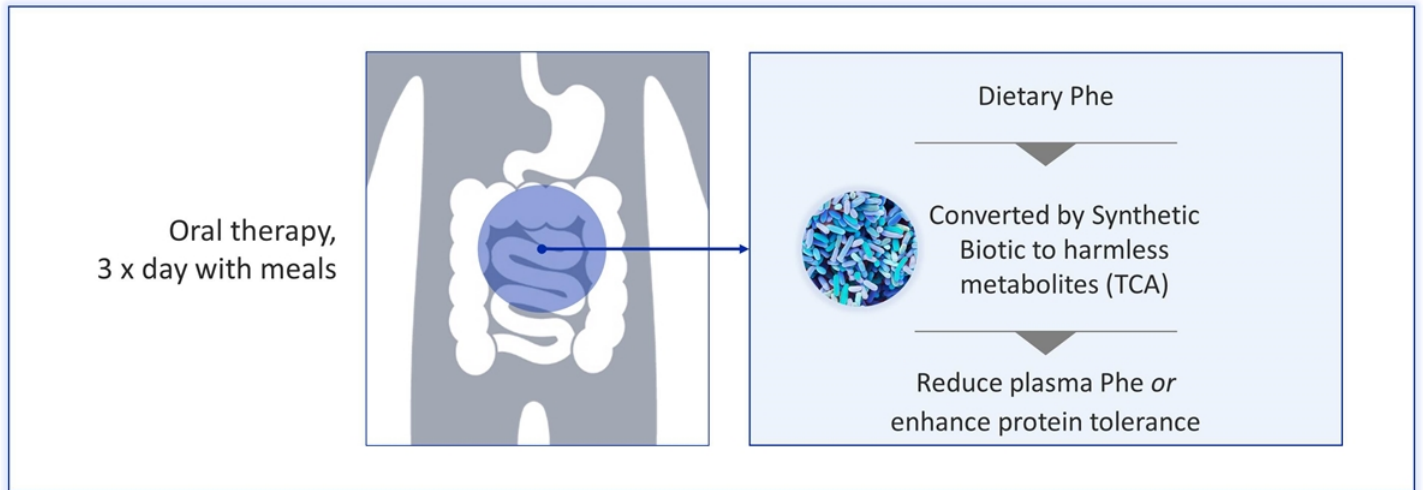 Oral therapy,
3 x day with meals
Dietary Phe
Converted by Synthetic
Biotic to harmless
metabolites (TCA)
Reduce plasma Phe or
enhance protein tolerance